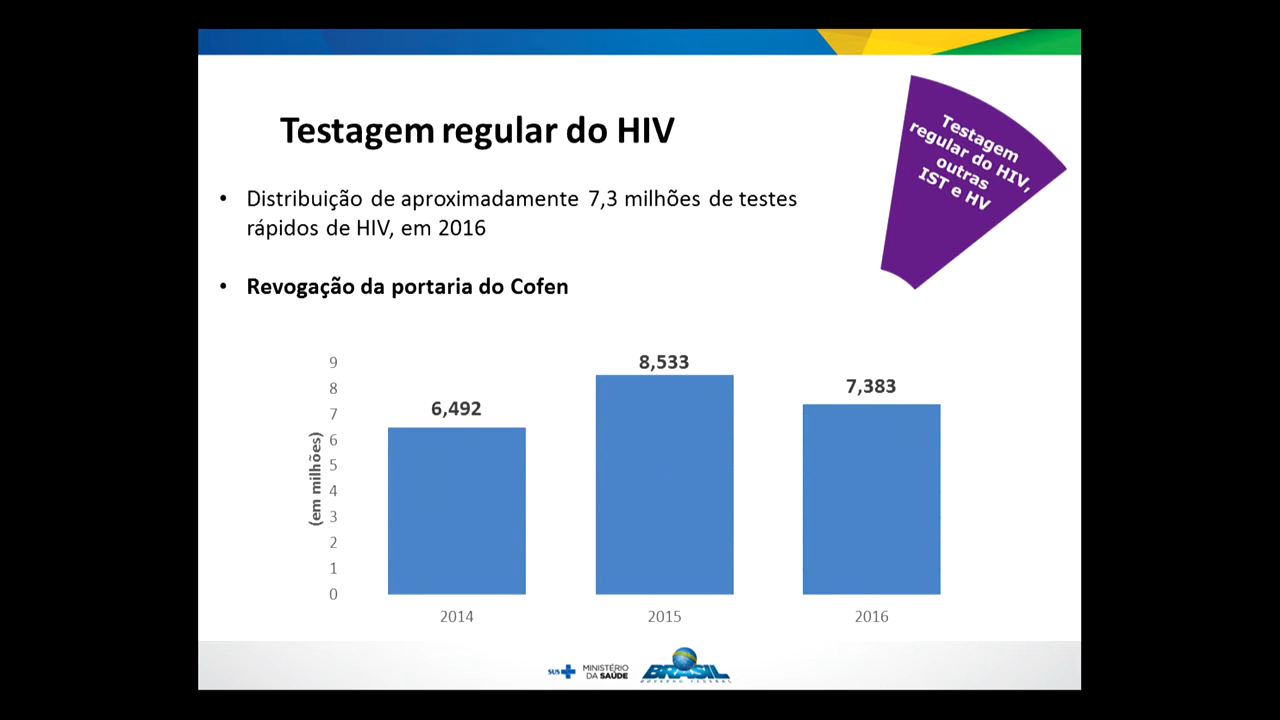 Testagem regular do HIV
Testagem
regular do HIV,
outras
IST e HV
• Distribuição de aproximadamente 7,3 milhões de testes
rápidos de HIV, em 2016
• Revogação da portaria do Cofen
(em milhões)
9
8
7
6
5
4
3
2
1
0
6,492
8,533
7,383
2014
2015
2016
SUS
MINISTÉRIO
DA SAÚDE
BRASIL
GOVERNO FEDERAL